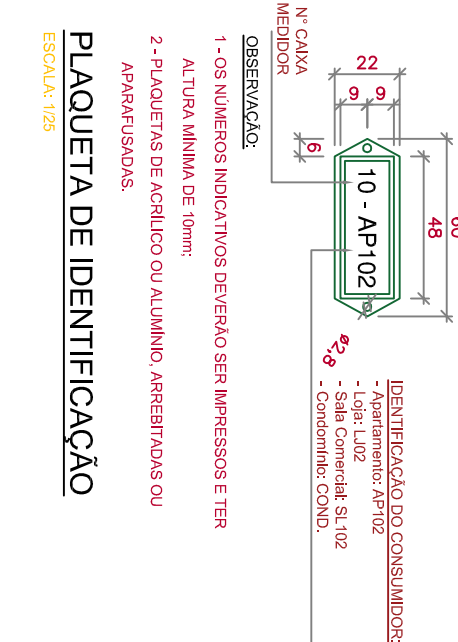 60
48
22
9 9
6
10 - AP102
ø2,8
N° CAIXA
MEDIDOR
IDENTIFICAÇÃO DO CONSUMIDOR:
- Apartamento: AP102
- Loja: LJ02
- Sala Comercial: SL102
- Condomínio: COND.
OBSERVAÇÃO:
1 - OS NÚMEROS INDICATIVOS DEVERÃO SER IMPRESSOS E TER
ALTURA MÍNIMA DE 10mm;
2 - PLAQUETAS DE ACRÍLICO OU ALUMÍNIO, ARREBITADAS OU
APARAFUSADAS.
PLAQUETA DE IDENTIFICAÇÃO
ESCALA: 1/25